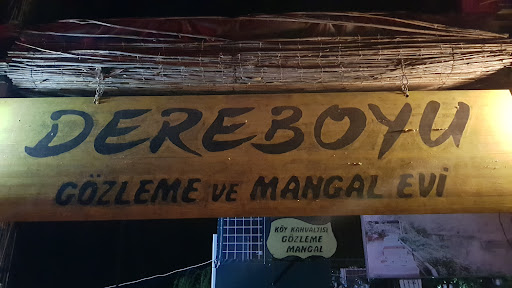 DEREBOYU
GÖZLEME VE MANGAL EVİ
KÖY KAHVALTISI
GÖZLEME
MANGAL